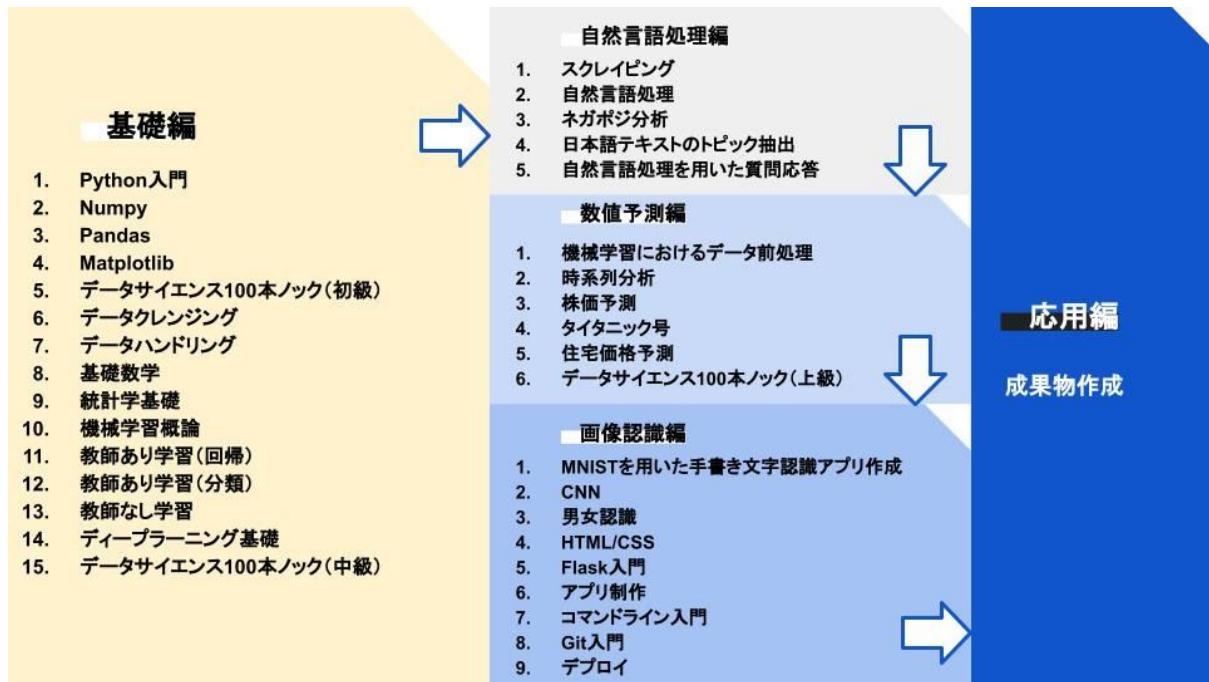 基礎編
1. Python入門
2. Numpy
3. Pandas
4. Matplotlib
5. データサイエンス100本ノック（初級）
6. データクレンジング
7. データハンドリング
8. 基礎数学
9. 統計学基礎
10. 機械学習概論
11. 教師あり学習（回帰）
12. 教師あり学習（分類）
13. 教師なし学習
14. ディープラーニング基礎
15. データサイエンス100本ノック（中級）
自然言語処理編
1. スクレイピング
2. 自然言語処理
3. ネガポジ分析
4. 日本語テキストのトピック抽出
5. 自然言語処理を用いた質問応答
数値予測編
1. 機械学習におけるデータ前処理
2. 時系列分析
3. 株価予測
4. タイタニック号
5. 住宅価格予測
6. データサイエンス100本ノック（上級）
画像認識編
1. MNISTを用いた手書き文字認識アプリ作成
2. CNN
3. 男女認識
4. HTML/CSS
5. Flask入門
6. アプリ制作
7. コマンドライン入門
8. Git入門
9. デプロイ
応用編
成果物作成